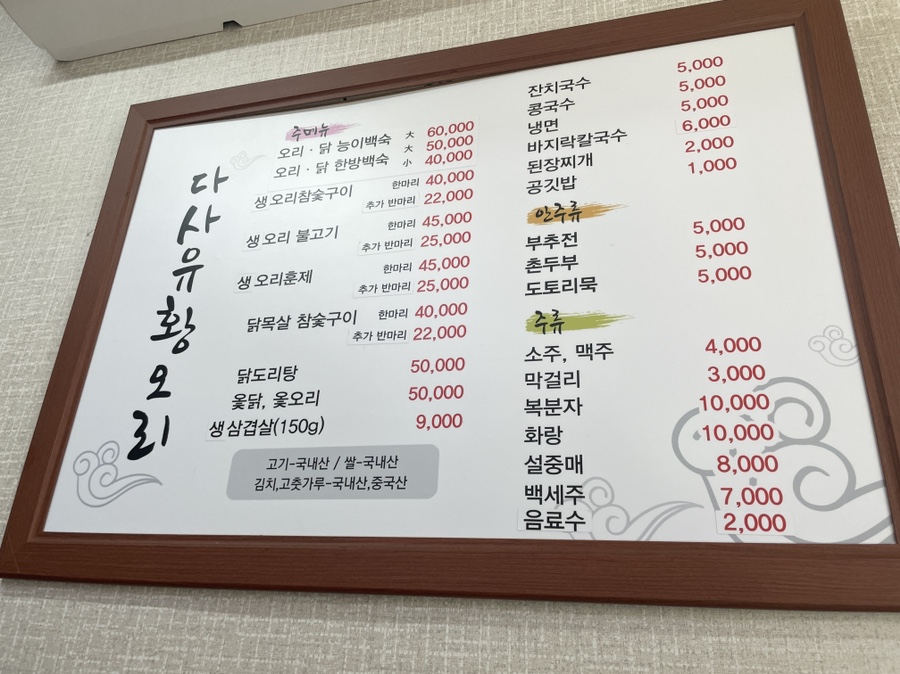 다사유황오리
주메뉴
오리 · 닭 능이백숙 大 60,000
오리 · 닭 한방백숙 大 50,000
小 40,000
생오리참숯구이 한마리 40,000
추가 반마리 22,000
생오리 불고기 한마리 45,000
추가 반마리 25,000
생오리훈제 한마리 45,000
추가 반마리 25,000
닭목살 참숯구이 한마리 40,000
추가 반마리 22,000
닭도리탕 50,000
옻닭, 옻오리 50,000
생삼겹살(150g) 9,000
고기-국내산 / 쌀-국내산
김치,고춧가루-국내산,중국산
잔치국수 5,000
콩국수 5,000
냉면 5,000
바지락칼국수 6,000
된장찌개 2,000
공깃밥 1,000
안주류
부추전 5,000
촌두부 5,000
도토리묵 5,000
주류
소주, 맥주 4,000
막걸리 3,000
복분자 10,000
화랑 10,000
설중매 8,000
백세주 7,000
음료수 2,000